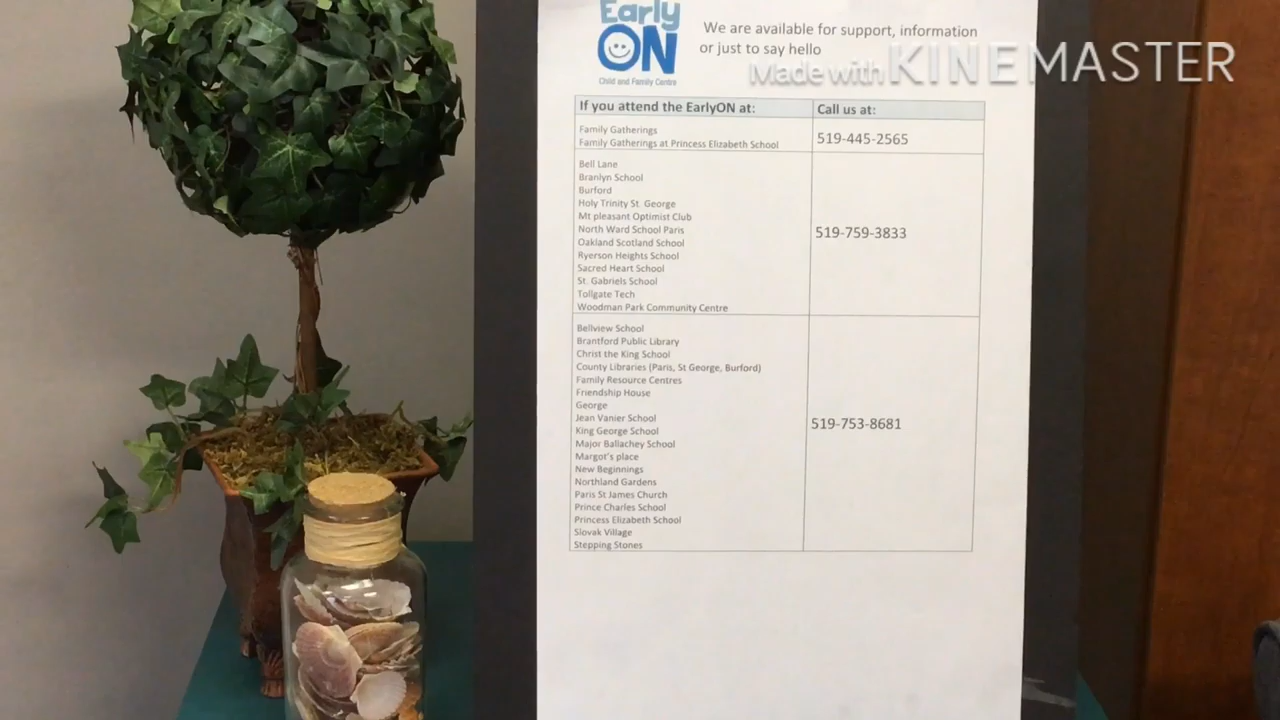 Early
ON
Child and Family Centre
We are available for support, information
or just to say hello
Made with KINEMASTER
If you attend the EarlyON at:
Call us at:
Family Gatherings
Family Gatherings at Princess Elizabeth School
519-445-2565
Bell Lane
Branlyn School
Burford
Holy Trinity St. George
Mt pleasant Optimist Club
North Ward School Paris
Oakland Scotland School
Ryerson Heights School
Sacred Heart School
St. Gabriels School
Tollgate Tech
Woodman Park Community Centre
519-759-3833
Bellview School
Brantford Public Library
Christ the King School
County Libraries (Paris, St George, Burford)
Family Resource Centres
Friendship House
George
Jean Vanier School
King George School
Major Ballachey School
Margot's place
New Beginnings
Northland Gardens
Paris St James Church
Prince Charles School
Princess Elizabeth School
Slovak Village
Stepping Stones
519-753-8681